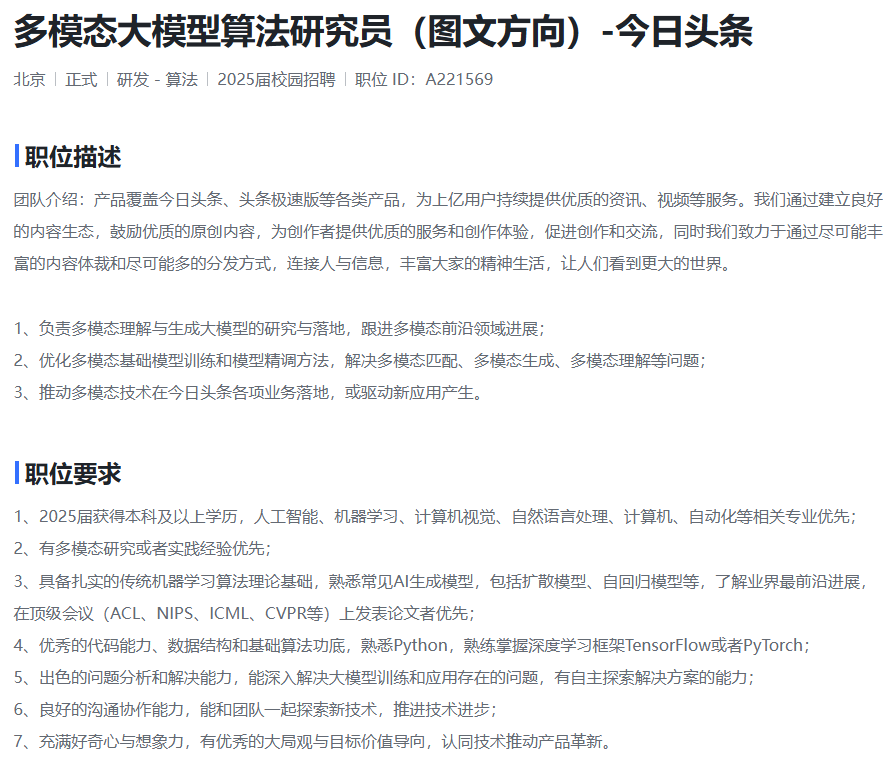 多模态大模型算法研究员（图文方向）-今日头条
北京 | 正式 | 研发 - 算法 | 2025届校园招聘 | 职位 ID：A221569
职位描述
团队介绍：产品覆盖今日头条、头条极速版等各类产品，为上亿用户持续提供优质的资讯、视频等服务。我们通过建立良好
的内容生态，鼓励优质的原创内容，为创作者提供优质的服务和创作体验，促进创作和交流，同时我们致力于通过尽可能丰
富的内容体裁和尽可能多的分发方式，连接人与信息，丰富大家的精神生活，让人们看到更大的世界。
1、负责多模态理解与生成大模型的研究与落地，跟进多模态前沿领域进展；
2、优化多模态基础模型训练和模型精调方法，解决多模态匹配、多模态生成、多模态理解等问题；
3、推动多模态技术在今日头条各项业务落地，或驱动新应用产生。
职位要求
1、2025届获得本科及以上学历，人工智能、机器学习、计算机视觉、自然语言处理、计算机、自动化等相关专业优先；
2、有多模态研究或者实践经验优先；
3、具备扎实的传统机器学习算法理论基础，熟悉常见AI生成模型，包括扩散模型、自回归模型等，了解业界最前沿进展，
在顶级会议（ACL、NIPS、ICML、CVPR等）上发表论文者优先；
4、优秀的代码能力、数据结构和基础算法功底，熟悉Python，熟练掌握深度学习框架TensorFlow或者PyTorch；
5、出色的问题分析和解决能力，能深入解决大模型训练和应用存在的问题，有自主探索解决方案的能力；
6、良好的沟通协作能力，能和团队一起探索新技术，推进技术进步；
7、充满好奇心与想象力，有优秀的大局观与目标价值导向，认同技术推动产品革新。